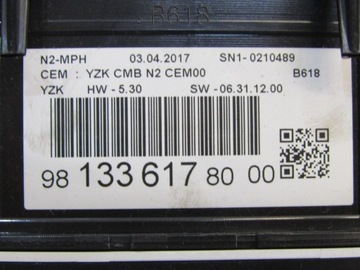 B618
N2-MPH 03.04.2017 SN1- 0210489
CEM : YZK CMB N2 CEM00 B618
YZK HW - 5.30 SW - 06.31.12.00
98 133 617 80 00